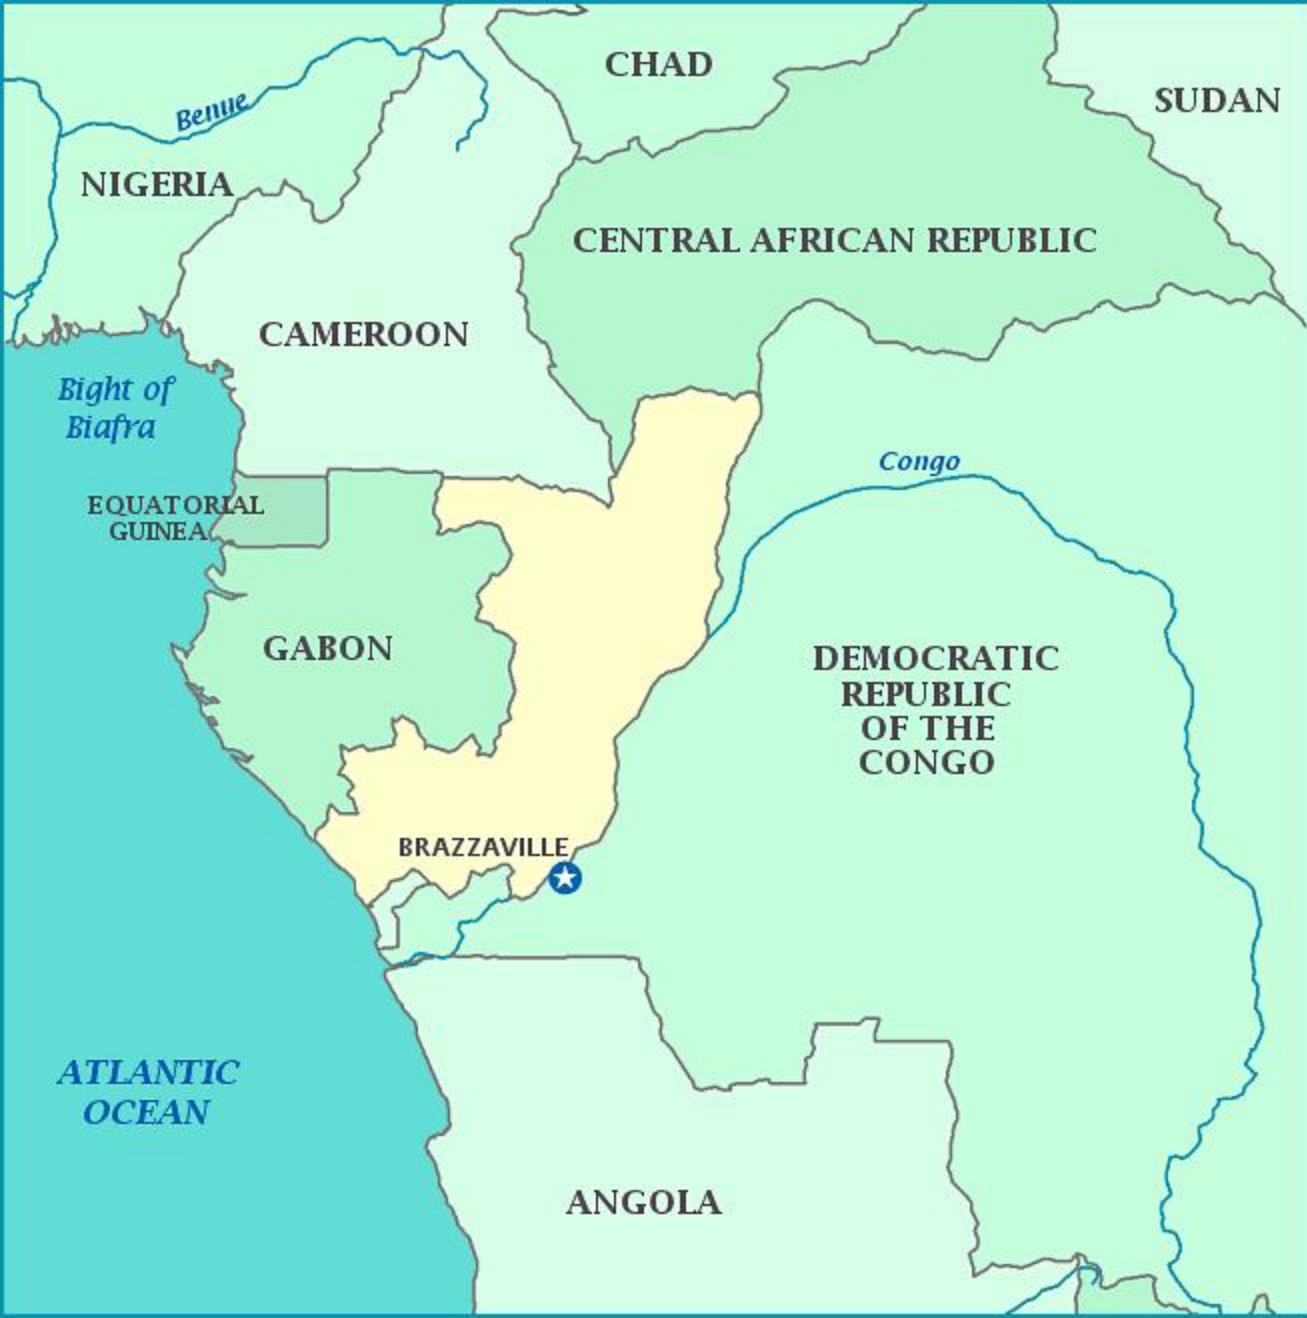 CHAD
SUDAN
Benue
NIGERIA
CENTRAL AFRICAN REPUBLIC
CAMEROON
Bight of
Biafra
Congo
EQUATORIAL
GUINEA
GABON
DEMOCRATIC
REPUBLIC
OF THE
CONGO
BRAZZAVILLE
ATLANTIC
OCEAN
ANGOLA